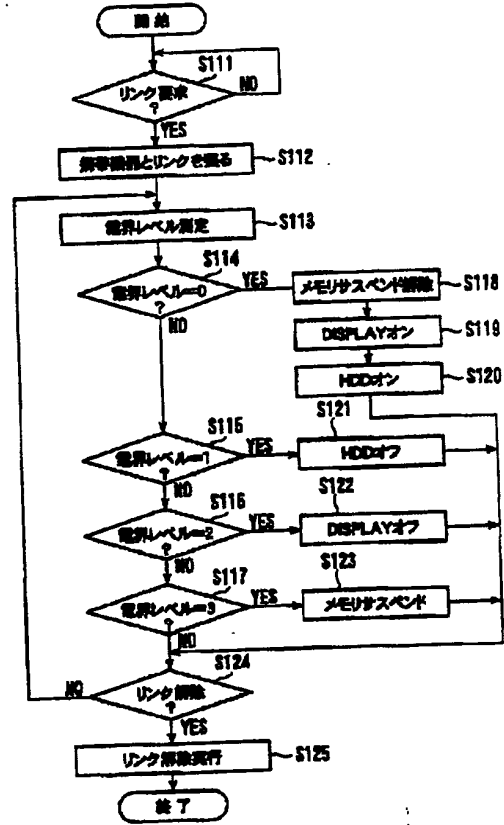 開始
S111
リンク要求
?
NO
YES
携帯機器とリンクを張る
S112
電界レベル測定
S113
S114
電界レベル=0
?
YES
NO
メモリサスペンド解除
S118
DISPLAYオン
S119
HDDオン
S120
S115
電界レベル=1
?
YES
NO
S121
HDDオフ
S116
電界レベル=2
?
YES
NO
S122
DISPLAYオフ
S117
電界レベル=3
?
YES
NO
S123
メモリサスペンド
S124
リンク解除
?
NO
YES
リンク解除実行
S125
終了